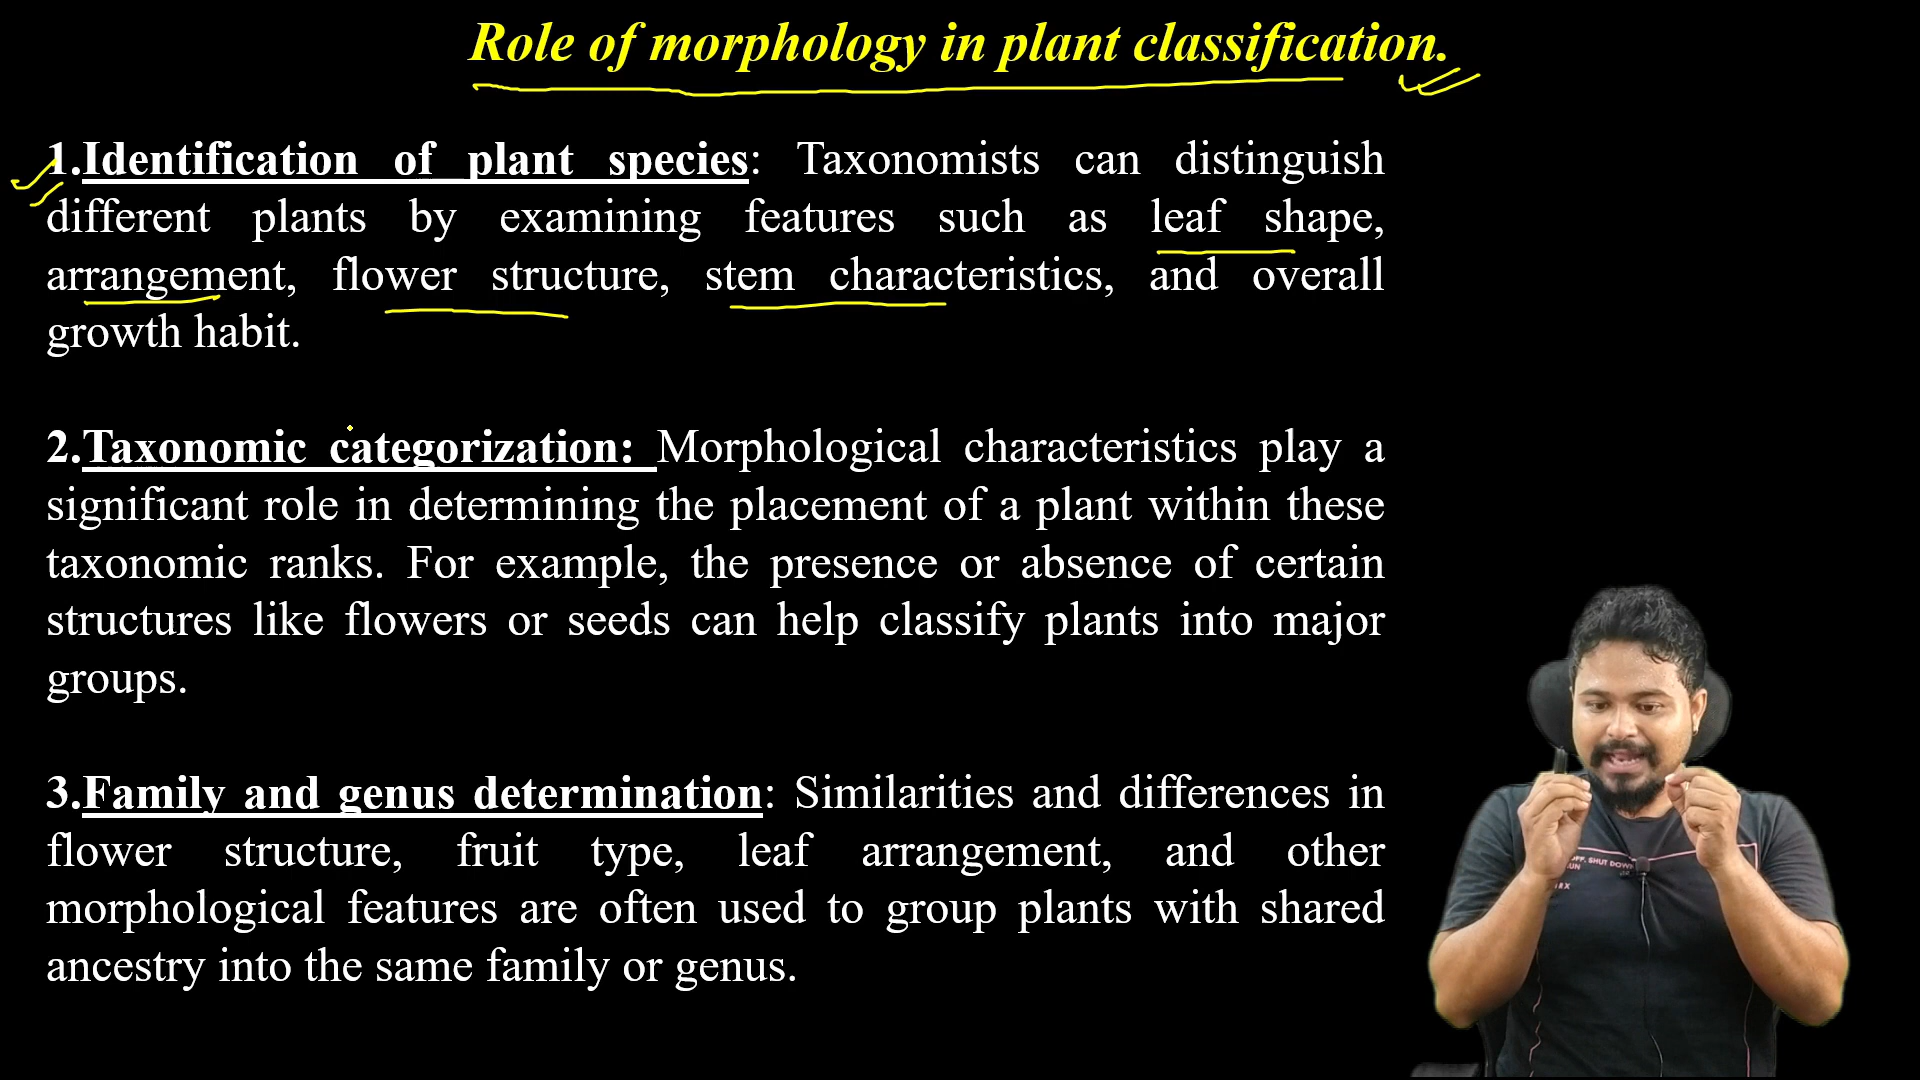 Role of morphology in plant classification.
1.Identification of plant species: Taxonomists can distinguish
different plants by examining features such as leaf shape,
arrangement, flower structure, stem characteristics, and overall
growth habit.
2.Taxonomic categorization: Morphological characteristics play a
significant role in determining the placement of a plant within these
taxonomic ranks. For example, the presence or absence of certain
structures like flowers or seeds can help classify plants into major
groups.
3.Family and genus determination: Similarities and differences in
flower structure, fruit type, leaf arrangement, and other
morphological features are often used to group plants with shared
ancestry into the same family or genus.
OFF. SHUT DOWN